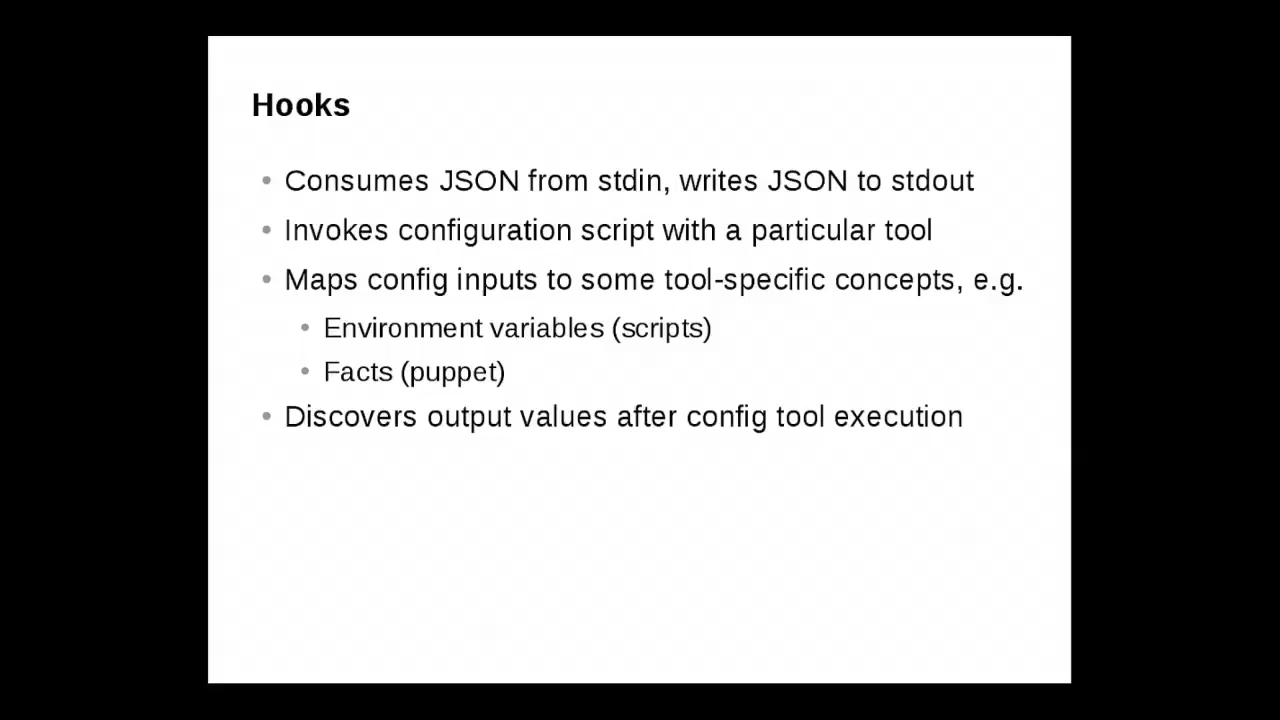 Hooks
• Consumes JSON from stdin, writes JSON to stdout
• Invokes configuration script with a particular tool
• Maps config inputs to some tool-specific concepts, e.g.
• Environment variables (scripts)
• Facts (puppet)
• Discovers output values after config tool execution